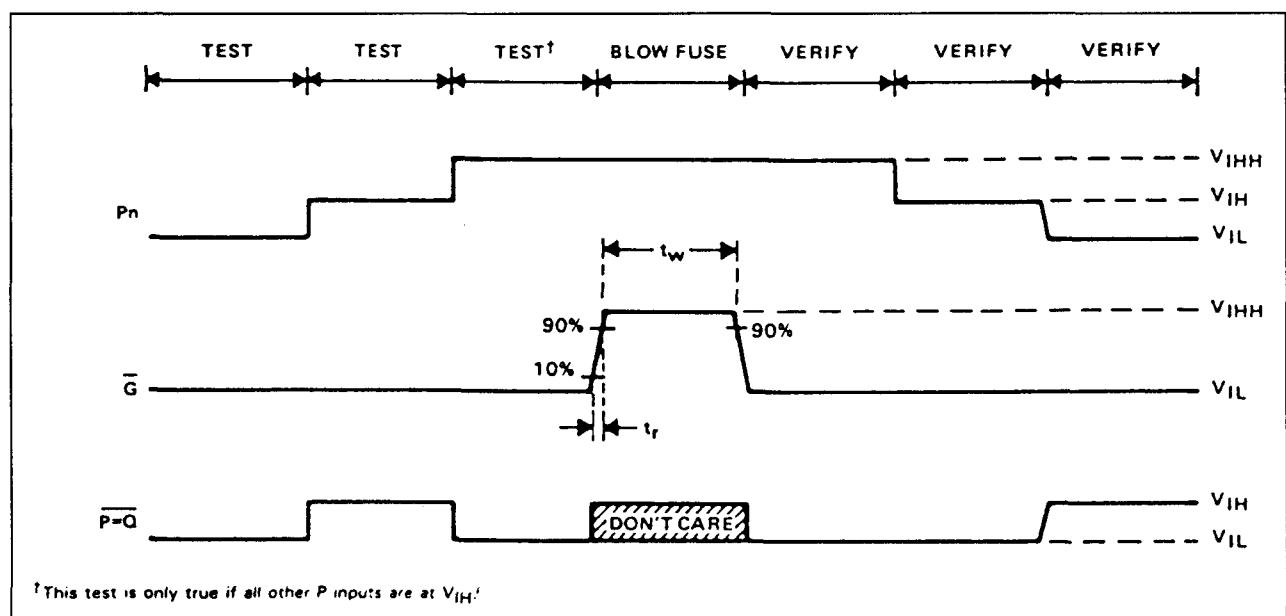 TEST TEST TEST† BLOW FUSE VERIFY VERIFY VERIFY
VIHH
VIH
Pn
VIL
tw
VIHH
90% 90%
10%
G̅
VIL
tr
VIH
P̅=̅Q̅
DON'T CARE
VIL
†This test is only true if all other P inputs are at VIH.